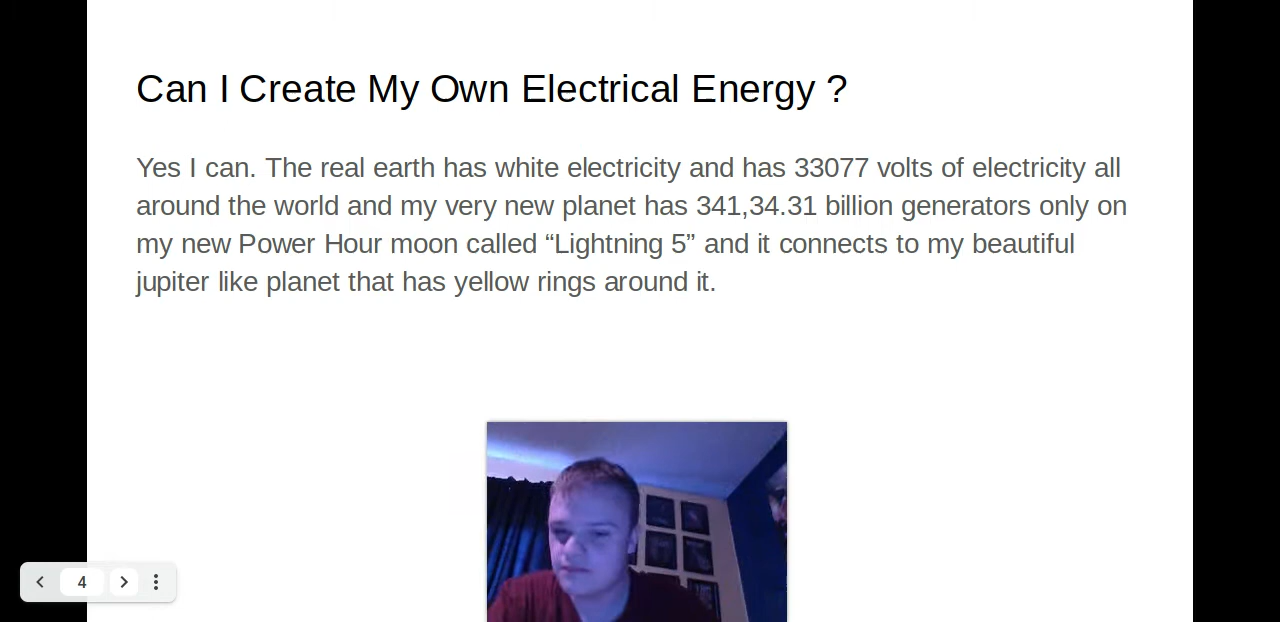 Can I Create My Own Electrical Energy ?
Yes I can. The real earth has white electricity and has 33077 volts of electricity all
around the world and my very new planet has 341,34.31 billion generators only on
my new Power Hour moon called “Lightning 5” and it connects to my beautiful
jupiter like planet that has yellow rings around it.
4